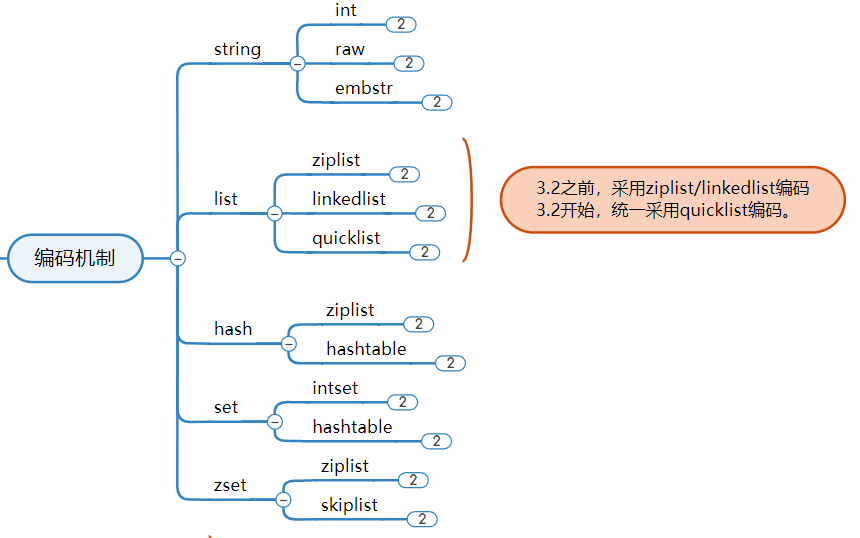 编码机制
string
int
2
raw
2
embstr
2
list
ziplist
2
linkedlist
2
quicklist
2
3.2之前，采用ziplist/linkedlist编码
3.2开始，统一采用quicklist编码。
hash
ziplist
2
hashtable
2
set
intset
2
hashtable
2
zset
ziplist
2
skiplist
2